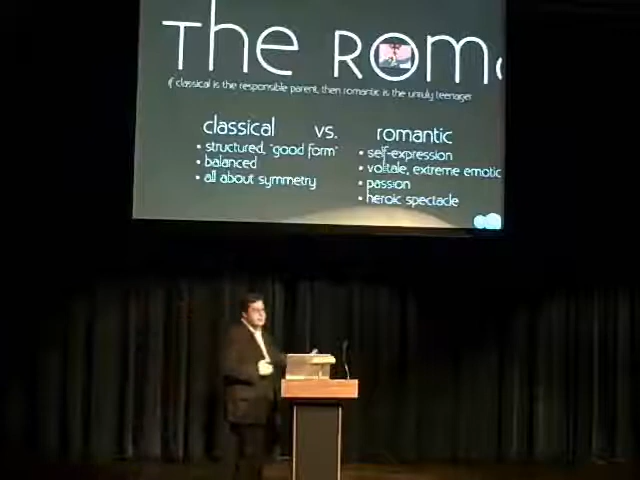 The Rom
if classical is the responsible parent, then romantic is the unruly teenager
classical vs. romantic
• structured, "good form"
• balanced
• all about symmetry
• self-expression
• voltaile, extreme emotic
• passion
• heroic spectacle